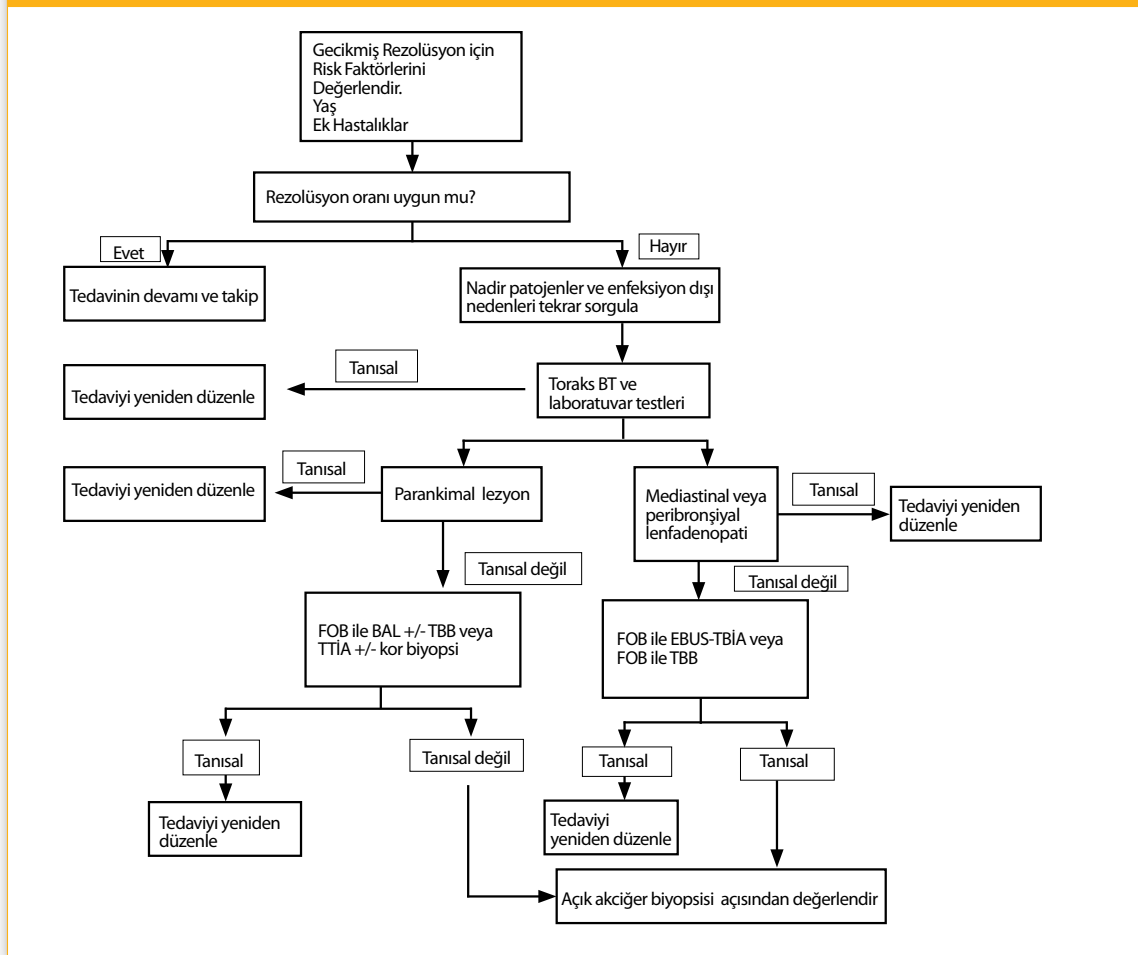 Gecikmiş Rezolüsyon için
Risk Faktörlerini
Değerlendir.
Yaş
Ek Hastalıklar
Rezolüsyon oranı uygun mu?
Evet
Hayır
Tedavinin devamı ve takip
Nadir patojenler ve enfeksiyon dışı
nedenleri tekrar sorgula
Tanısal
Tedaviyi yeniden düzenle
Toraks BT ve
laboratuvar testleri
Tanısal
Tedaviyi yeniden düzenle
Parankimal lezyon
Mediastinal veya
peribronşiyal
lenfadenopati
Tanısal
Tedaviyi yeniden
düzenle
Tanısal değil
Tanısal değil
FOB ile BAL +/- TBB veya
TTİA +/- kor biyopsi
FOB ile EBUS-TBİA veya
FOB ile TBB
Tanısal
Tanısal değil
Tanısal
Tanısal
Tedaviyi yeniden
düzenle
Tedaviyi
yeniden düzenle
Açık akciğer biyopsisi açısından değerlendir